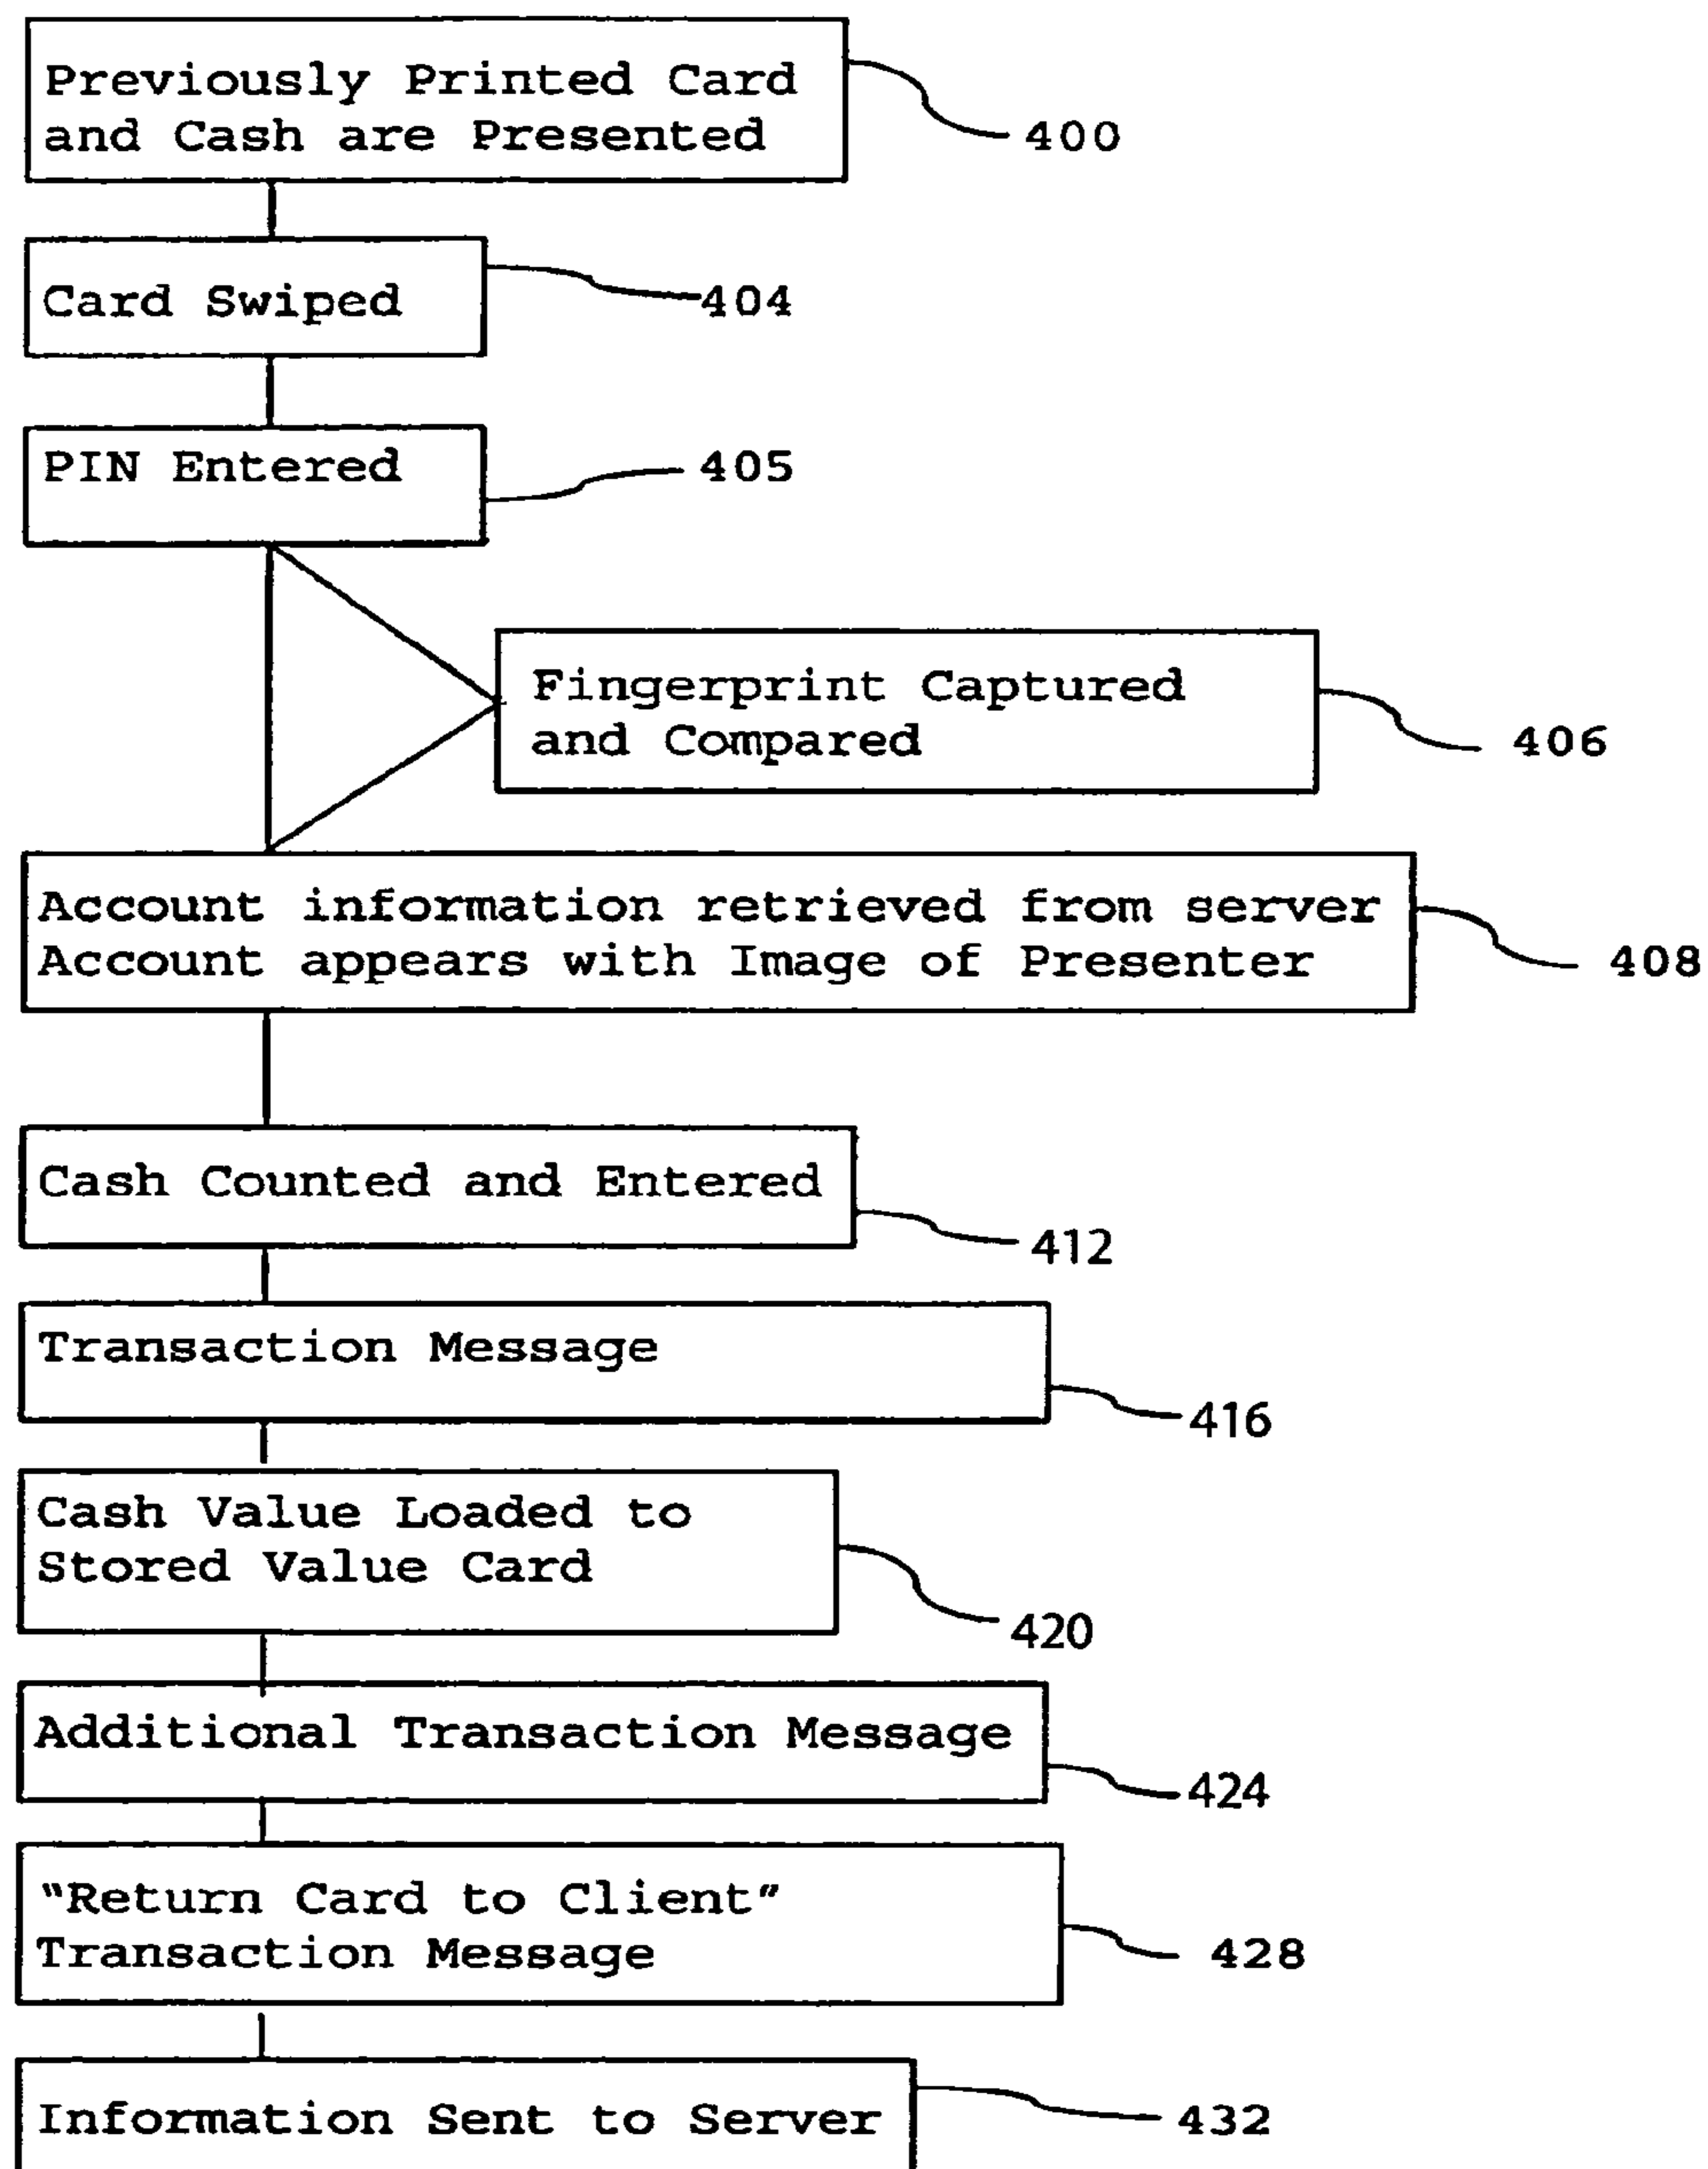 Previously Printed Card
and Cash are Presented
400
Card Swiped
404
PIN Entered
405
Fingerprint Captured
and Compared
406
Account information retrieved from server
Account appears with Image of Presenter
408
Cash Counted and Entered
412
Transaction Message
416
Cash Value Loaded to
Stored Value Card
420
Additional Transaction Message
424
“Return Card to Client”
Transaction Message
428
Information Sent to Server
432